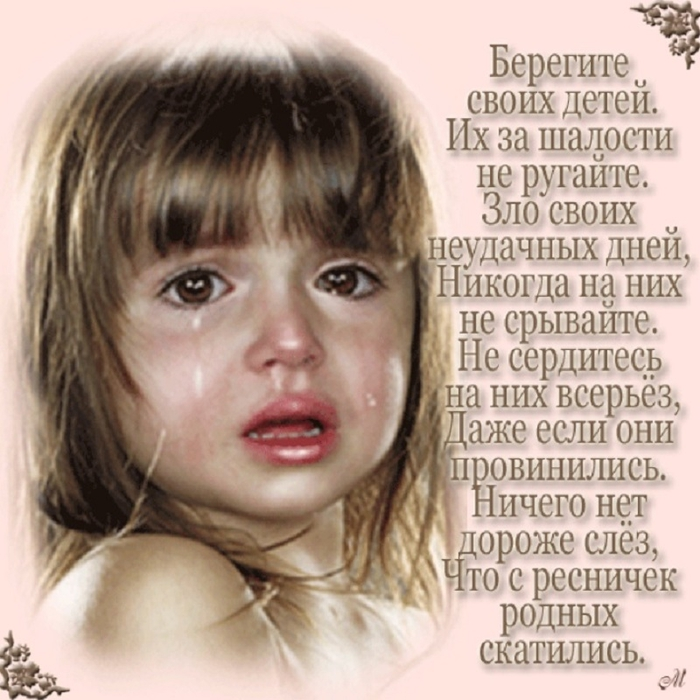 Берегите
своих детей.
Их за шалости
не ругайте.
Зло своих
неудачных дней,
Никогда на них
не срывайте.
Не сердитесь
на них всерьёз,
Даже если они
провинились.
Ничего нет
дороже слёз,
Что с ресничек
родных
скатились.
М